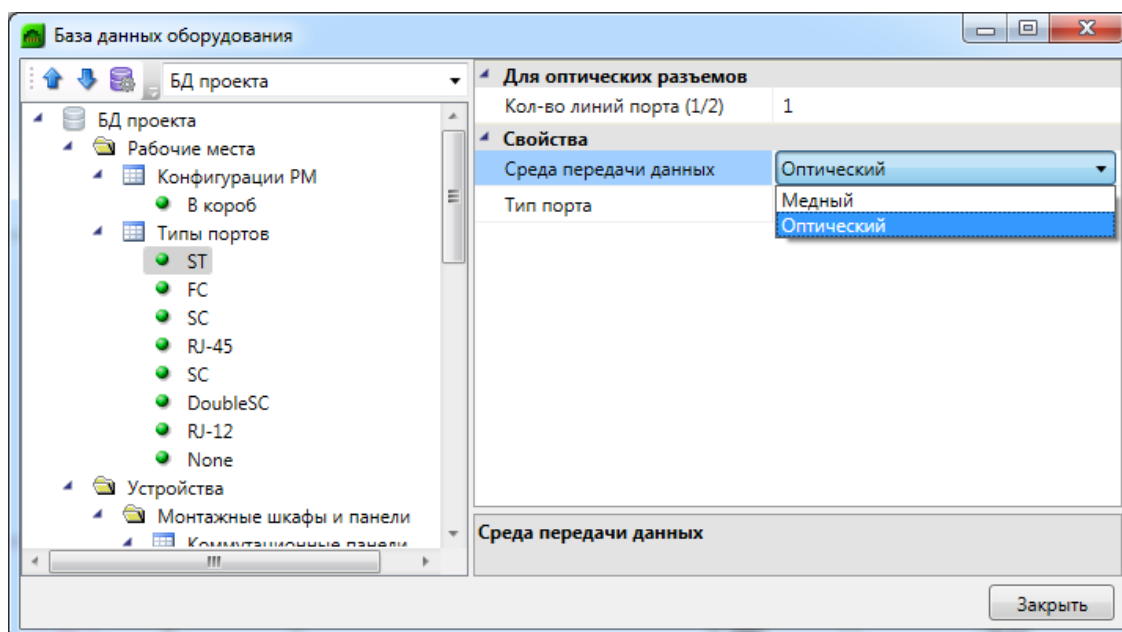 База данных оборудования
БД проекта
БД проекта
Рабочие места
Конфигурации РМ
В короб
Типы портов
ST
FC
SC
RJ-45
SC
DoubleSC
RJ-12
None
Устройства
Монтажные шкафы и панели
Коммутационные панели
Для оптических разъемов
Кол-во линий порта (1/2) 1
Свойства
Среда передачи данных Оптический
Тип порта
Медный
Оптический
Среда передачи данных
Закрыть